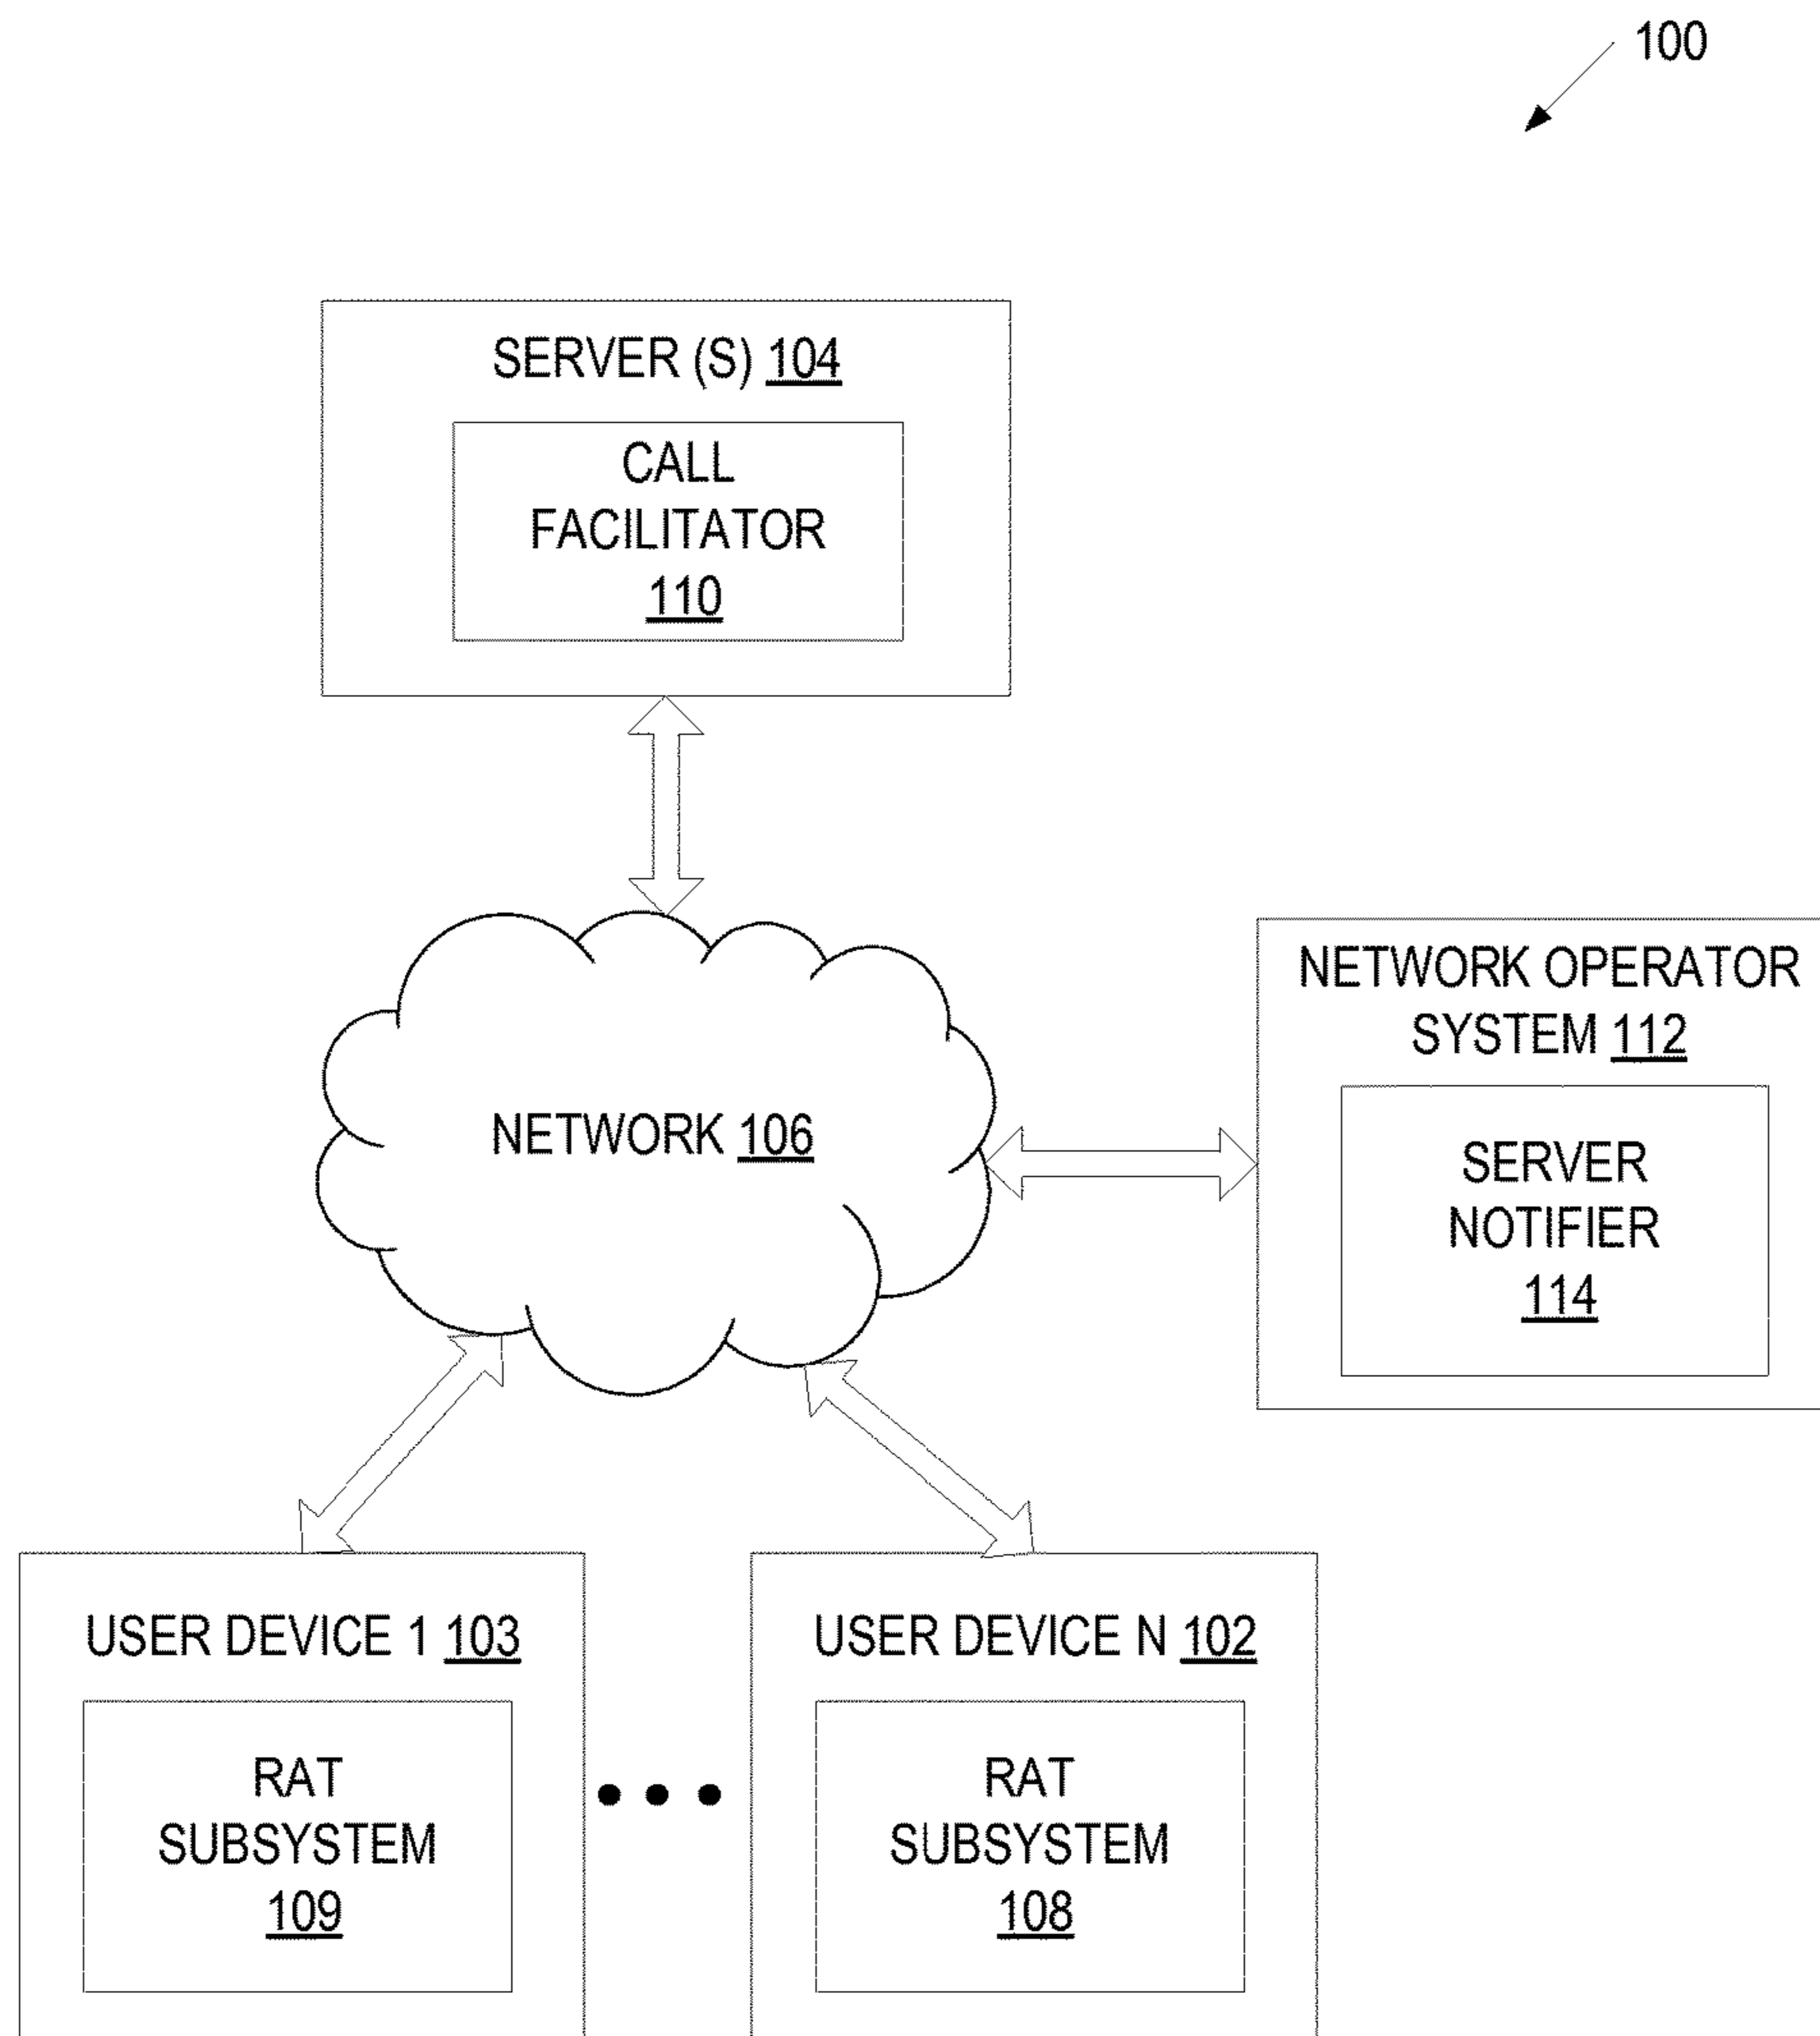 100
SERVER (S) 104
CALL
FACILITATOR
110
NETWORK 106
NETWORK OPERATOR
SYSTEM 112
SERVER
NOTIFIER
114
USER DEVICE 1 103
RAT
SUBSYSTEM
109
USER DEVICE N 102
RAT
SUBSYSTEM
108